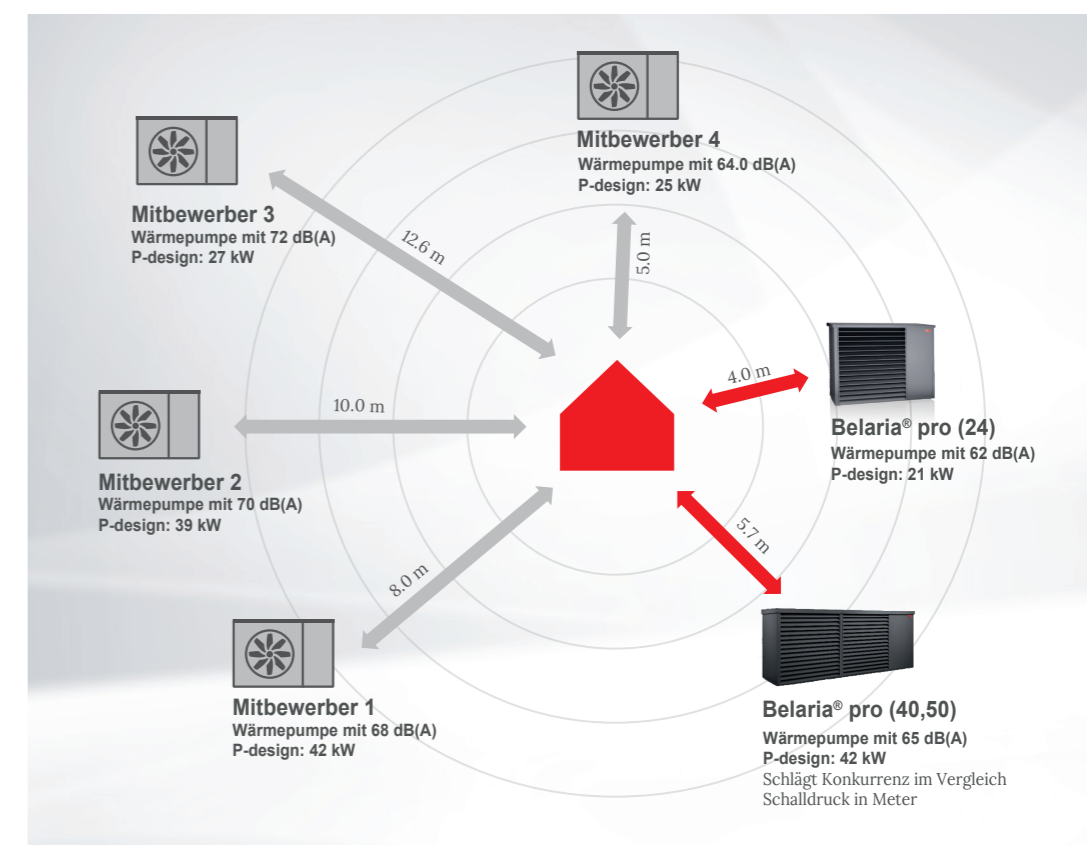 Mitbewerber 4
Wärmepumpe mit 64.0 dB(A)
P-design: 25 kW
Mitbewerber 3
Wärmepumpe mit 72 dB(A)
P-design: 27 kW
12.6 m
5.0 m
4.0 m
Belaria® pro (24)
Wärmepumpe mit 62 dB(A)
P-design: 21 kW
10.0 m
Mitbewerber 2
Wärmepumpe mit 70 dB(A)
P-design: 39 kW
5.7 m
8.0 m
Mitbewerber 1
Wärmepumpe mit 68 dB(A)
P-design: 42 kW
Belaria® pro (40,50)
Wärmepumpe mit 65 dB(A)
P-design: 42 kW
Schlägt Konkurrenz im Vergleich
Schalldruck in Meter